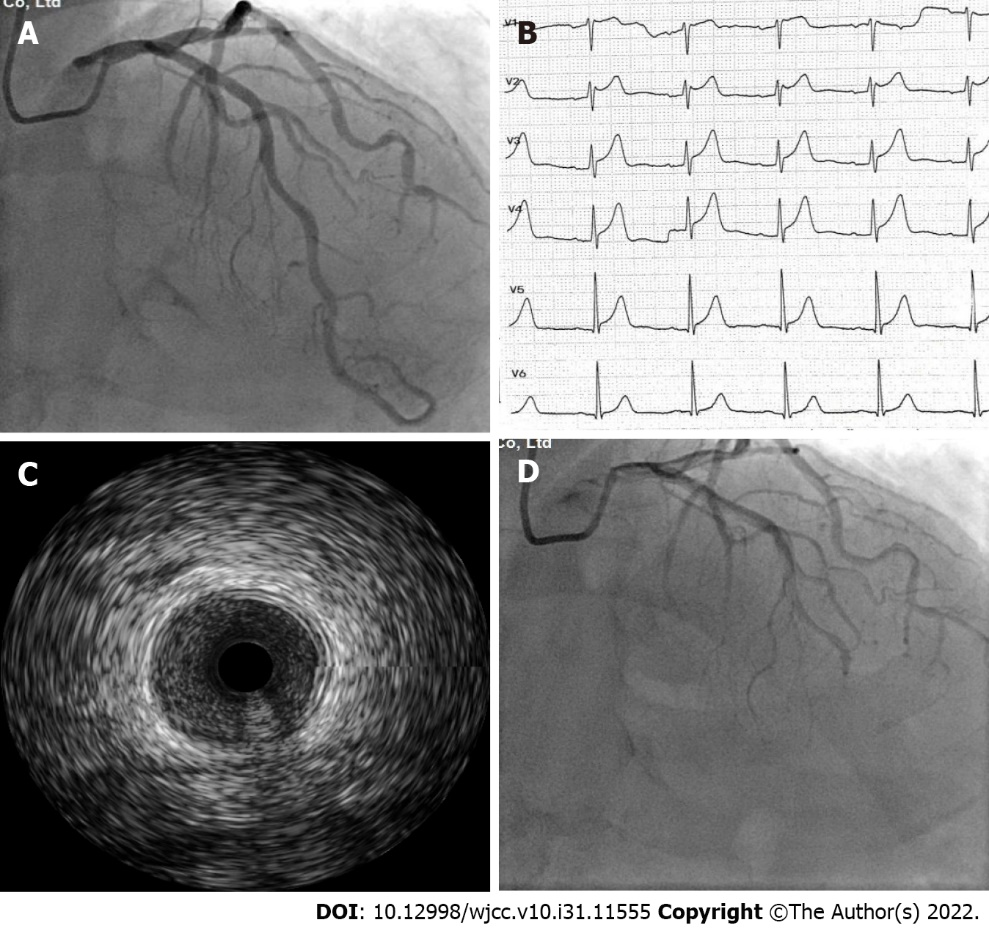 Co, Ltd
A
B
V1
V2
V3
V4
V5
V6
C
Co, Ltd
D
DOI: 10.12998/wjcc.v10.i31.11555 Copyright ©The Author(s) 2022.